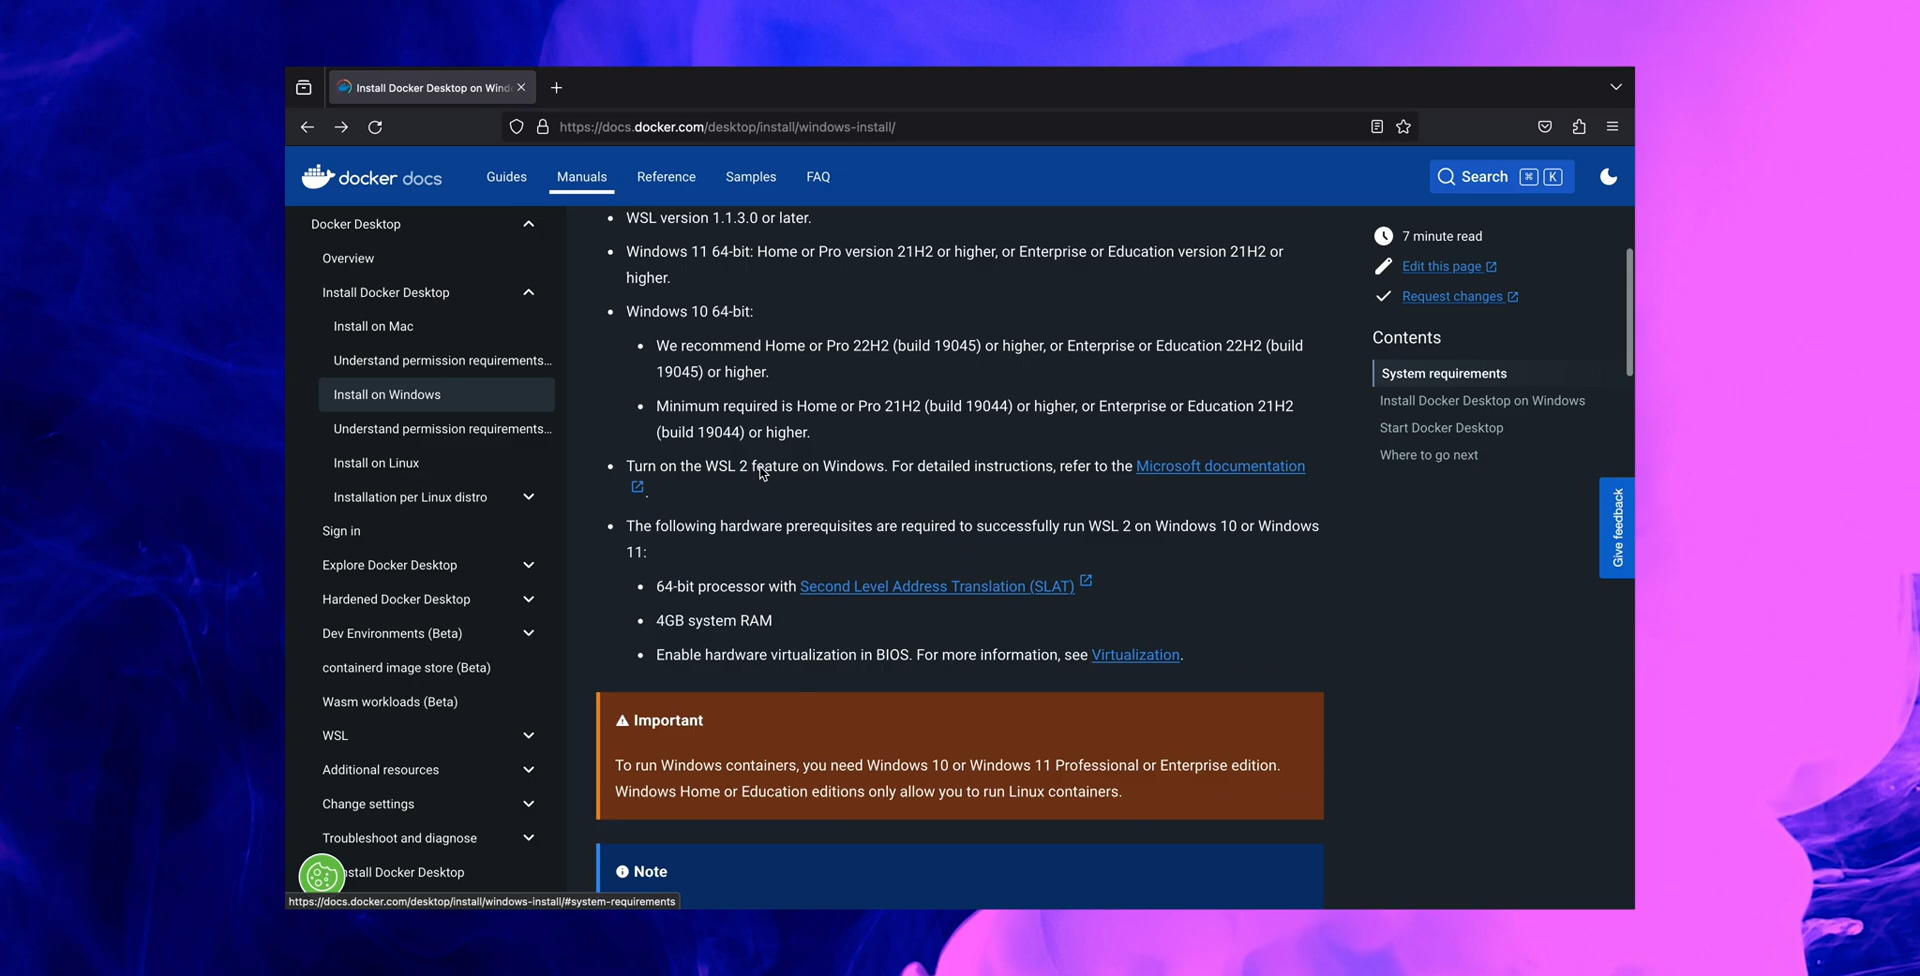 Install Docker Desktop on Wind
https://docs.docker.com/desktop/install/windows-install/
docker docs
Guides
Manuals
Reference
Samples
FAQ
Search ⌘ K
Docker Desktop
Overview
Install Docker Desktop
Install on Mac
Understand permission requirements...
Install on Windows
Understand permission requirements...
Install on Linux
Installation per Linux distro
Sign in
Explore Docker Desktop
Hardened Docker Desktop
Dev Environments (Beta)
containerd image store (Beta)
Wasm workloads (Beta)
WSL
Additional resources
Change settings
Troubleshoot and diagnose
nstall Docker Desktop
https://docs.docker.com/desktop/install/windows-install/#system-requirements
• WSL version 1.1.3.0 or later.
• Windows 11 64-bit: Home or Pro version 21H2 or higher, or Enterprise or Education version 21H2 or
higher.
• Windows 10 64-bit:
• We recommend Home or Pro 22H2 (build 19045) or higher, or Enterprise or Education 22H2 (build
19045) or higher.
• Minimum required is Home or Pro 21H2 (build 19044) or higher, or Enterprise or Education 21H2
(build 19044) or higher.
• Turn on the WSL 2 feature on Windows. For detailed instructions, refer to the Microsoft documentation
.
• The following hardware prerequisites are required to successfully run WSL 2 on Windows 10 or Windows
11:
• 64-bit processor with Second Level Address Translation (SLAT)
• 4GB system RAM
• Enable hardware virtualization in BIOS. For more information, see Virtualization.
Important
To run Windows containers, you need Windows 10 or Windows 11 Professional or Enterprise edition.
Windows Home or Education editions only allow you to run Linux containers.
Note
7 minute read
Edit this page
Request changes
Contents
System requirements
Install Docker Desktop on Windows
Start Docker Desktop
Where to go next
Give feedback